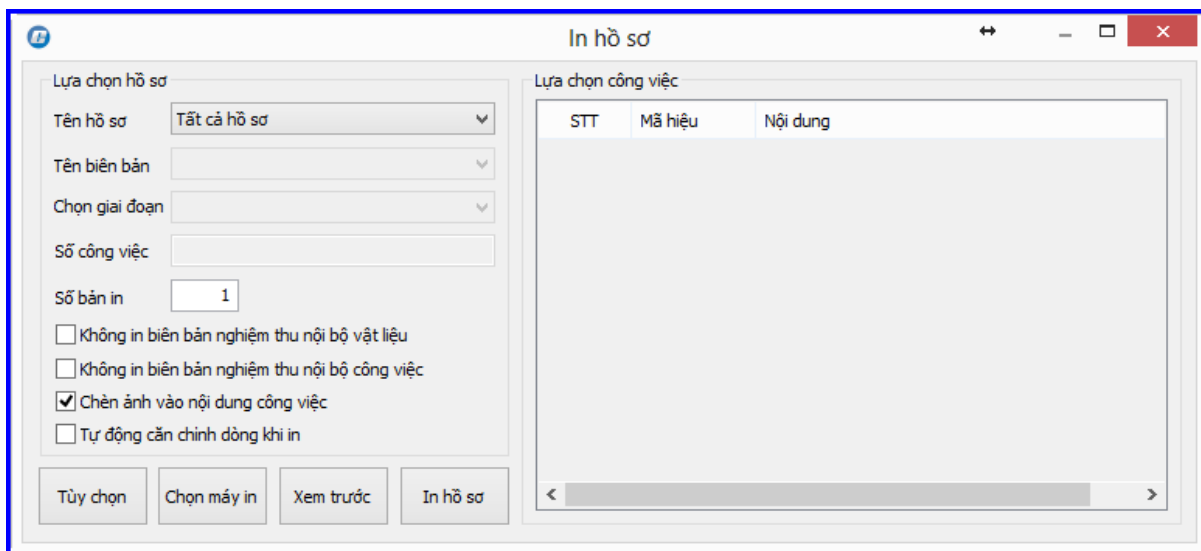 In hồ sơ
Lựa chọn hồ sơ
Tên hồ sơ Tất cả hồ sơ
Tên biên bản
Chọn giai đoạn
Số công việc
Số bản in 1
Không in biên bản nghiệm thu nội bộ vật liệu
Không in biên bản nghiệm thu nội bộ công việc
Chèn ảnh vào nội dung công việc
Tự động căn chỉnh dòng khi in
Tùy chọn Chọn máy in Xem trước In hồ sơ
Lựa chọn công việc
STT Mã hiệu Nội dung